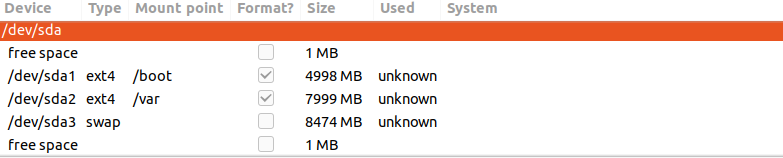 Device Type Mount point Format? Size Used System
/dev/sda
free space 1 MB
/dev/sda1 ext4 /boot 4998 MB unknown
/dev/sda2 ext4 /var 7999 MB unknown
/dev/sda3 swap 8474 MB unknown
free space 1 MB